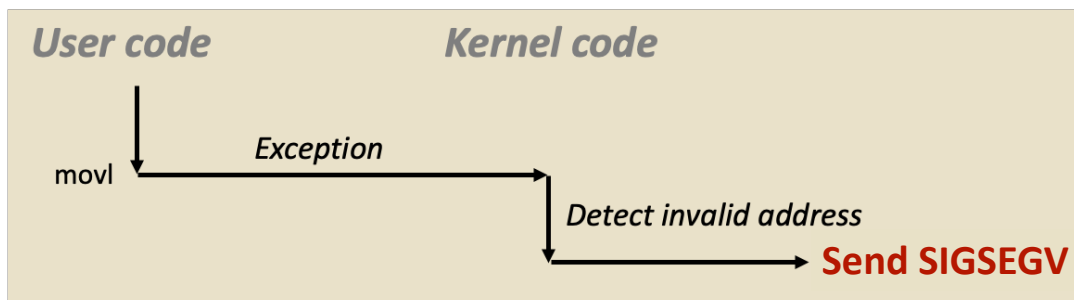 User code
Kernel code
Exception
movl
Detect invalid address
Send SIGSEGV